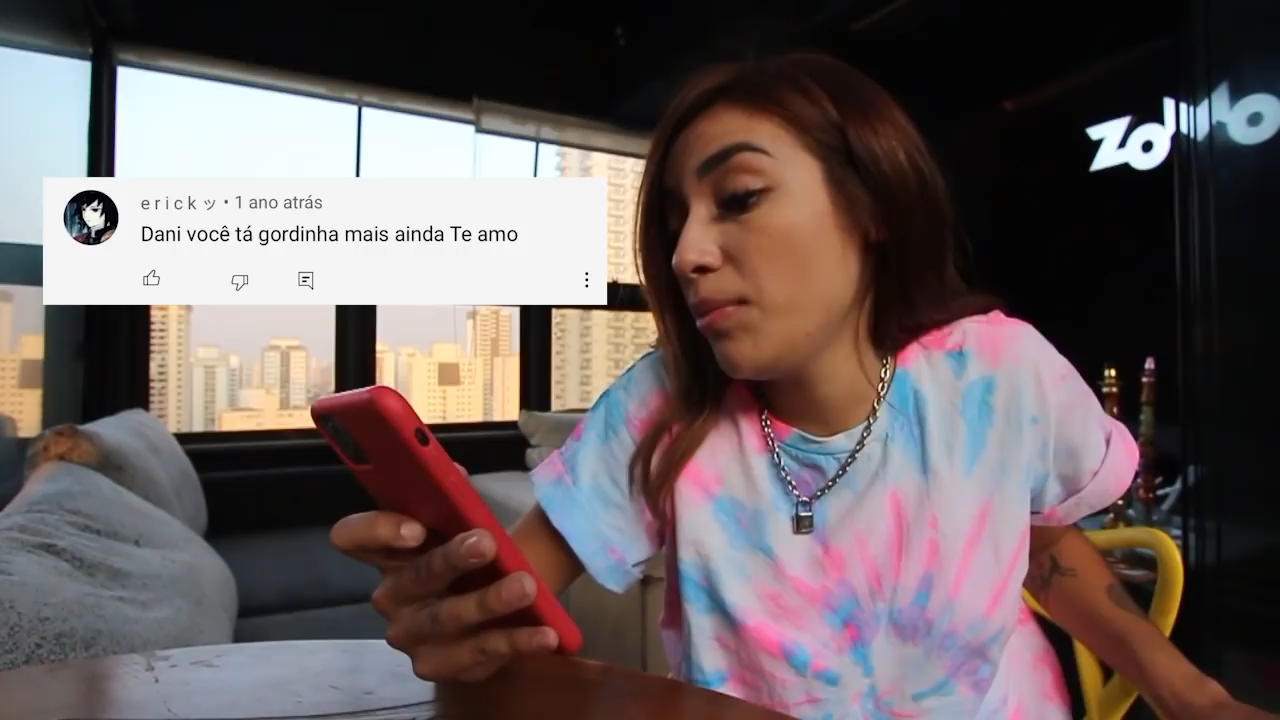 e r i c k ッ • 1 ano atrás
Dani você tá gordinha mais ainda Te amo